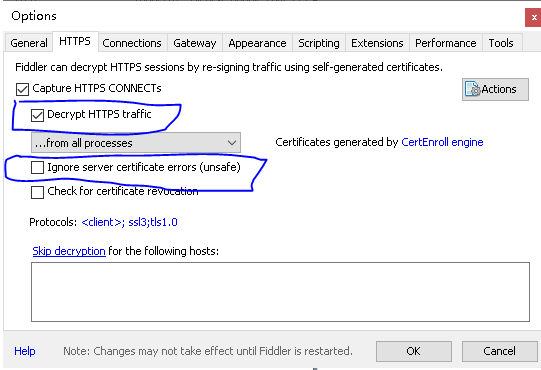 Options
x
General HTTPS Connections Gateway Appearance Scripting Extensions Performance Tools
Fiddler can decrypt HTTPS sessions by re-signing traffic using self-generated certificates.
Capture HTTPS CONNECTs
Actions
Decrypt HTTPS traffic
...from all processes
Certificates generated by CertEnroll engine
Ignore server certificate errors (unsafe)
Check for certificate revocation
Protocols: <client>; ssl3;tls1.0
Skip decryption for the following hosts:
Help Note: Changes may not take effect until Fiddler is restarted. OK Cancel